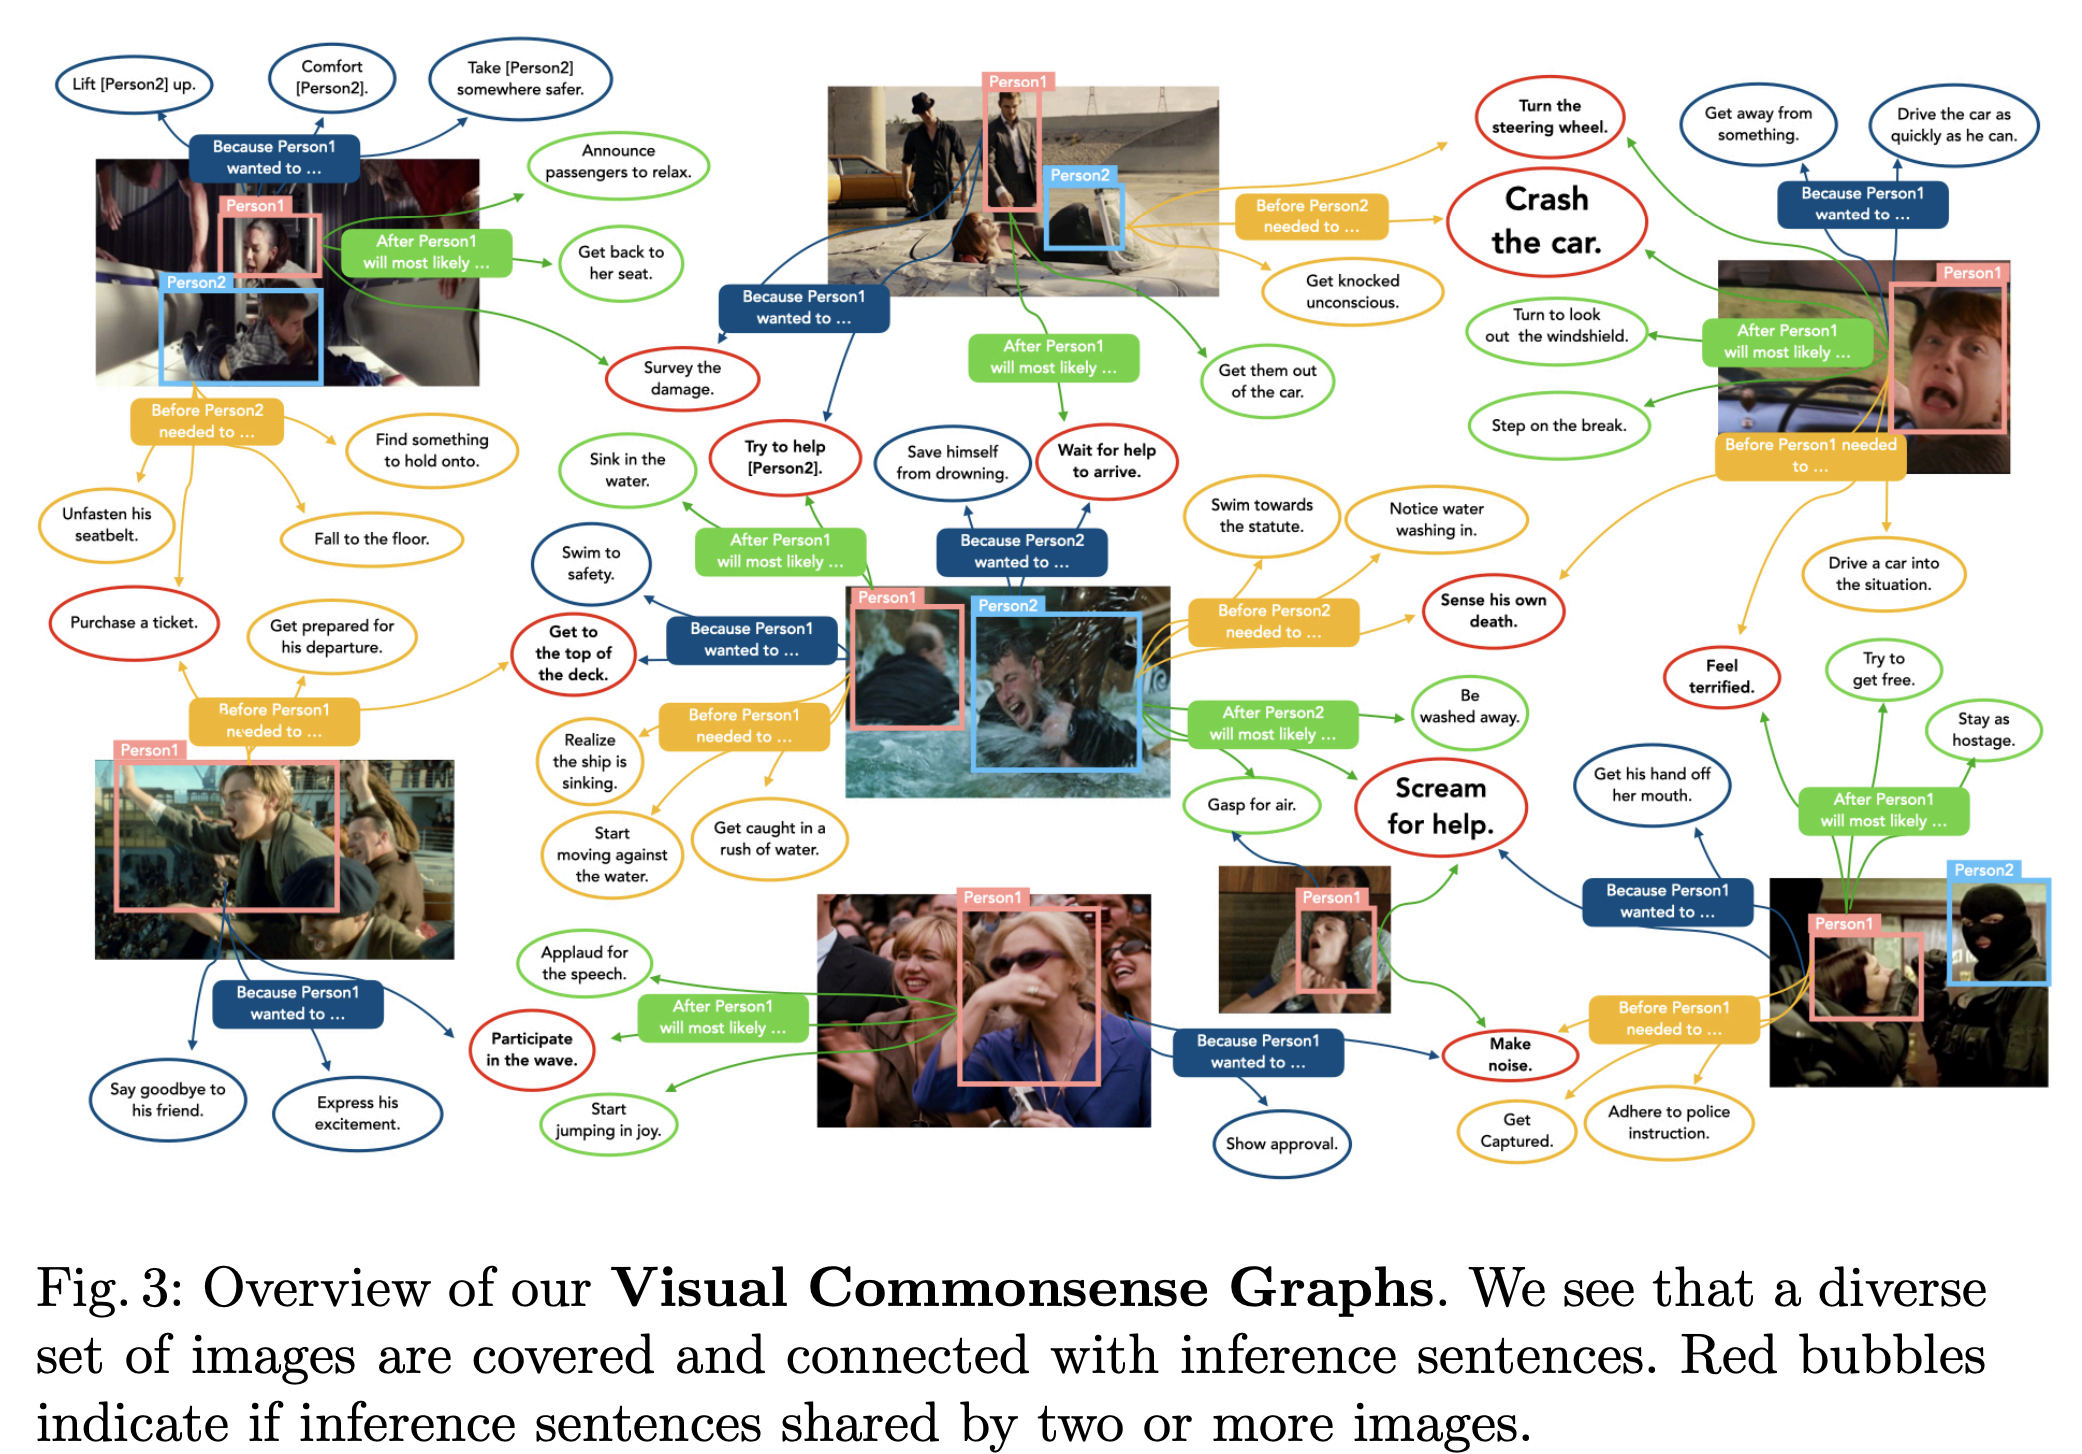 Lift [Person2] up.
Comfort
[Person2].
Take [Person2]
somewhere safer.
Because Person1
wanted to ...
Person1
Person2
After Person1
will most likely ...
Announce
passengers to relax.
Get back to
her seat.
Survey the
damage.
Before Person2
needed to ...
Find something
to hold onto.
Unfasten his
seatbelt.
Fall to the floor.
Purchase a ticket.
Person1
Person2
Because Person1
wanted to ...
After Person1
will most likely ...
Get them out
of the car.
Before Person2
needed to ...
Turn the
steering wheel.
Crash
the car.
Get knocked
unconscious.
Get away from
something.
Drive the car as
quickly as he can.
Because Person1
wanted to ...
Person1
After Person1
will most likely ...
Turn to look
out the windshield.
Step on the break.
Before Person1 needed
to ...
Drive a car into
the situation.
Sense his own
death.
Feel
terrified.
Sink in the
water.
Try to help
[Person2].
Save himself
from drowning.
Wait for help
to arrive.
After Person1
will most likely ...
Because Person2
wanted to ...
Swim to
safety.
Get to
the top of
the deck.
Because Person1
wanted to ...
Person1
Person2
Before Person1
needed to ...
Realize
the ship is
sinking.
Start
moving against
the water.
Get caught in a
rush of water.
Swim towards
the statute.
Notice water
washing in.
Before Person2
needed to ...
After Person2
will most likely ...
Be
washed away.
Gasp for air.
Scream
for help.
Get prepared for
his departure.
Before Person1
needed to ...
Person1
Because Person1
wanted to ...
Say goodbye to
his friend.
Express his
excitement.
Participate
in the wave.
Applaud for
the speech.
After Person1
will most likely ...
Start
jumping in joy.
Person1
Because Person1
wanted to ...
Show approval.
Person1
Make
noise.
Try to
get free.
Stay as
hostage.
Get his hand off
her mouth.
After Person1
will most likely ...
Because Person1
wanted to ...
Person2
Person1
Before Person1
needed to ...
Get
Captured.
Adhere to police
instruction.
Fig. 3: Overview of our Visual Commonsense Graphs. We see that a diverse
set of images are covered and connected with inference sentences. Red bubbles
indicate if inference sentences shared by two or more images.